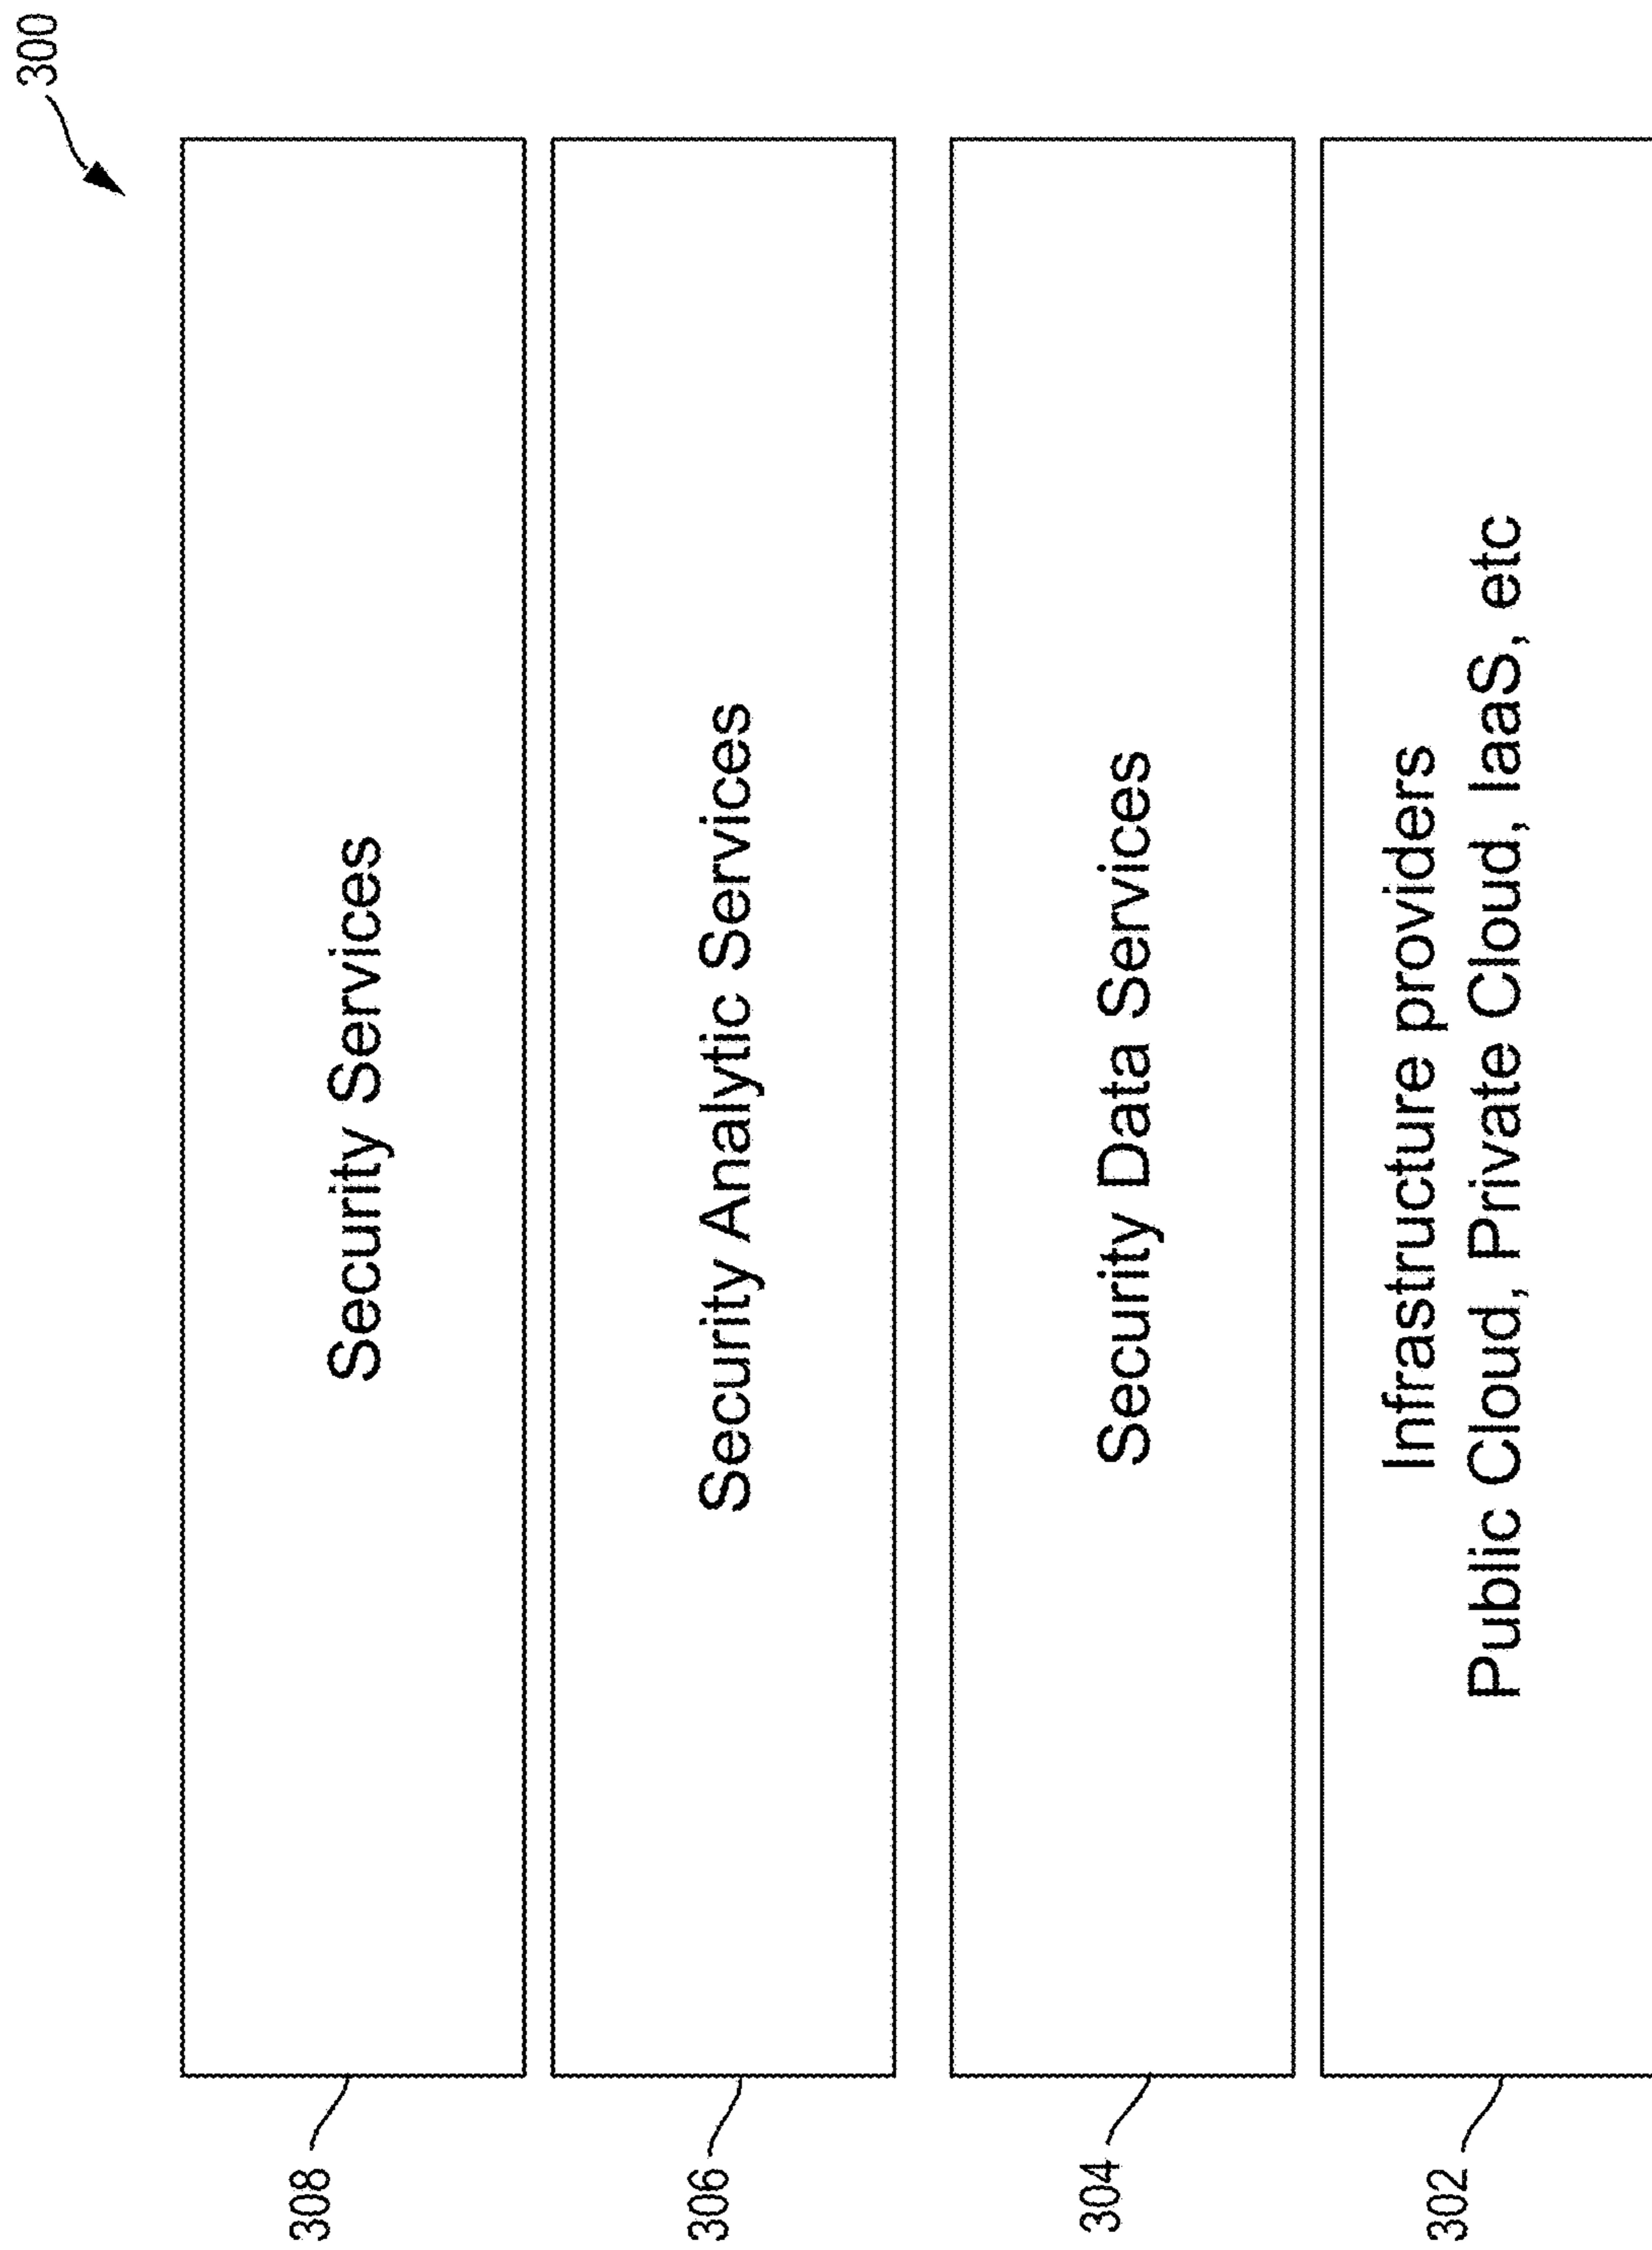 300
308
Security Services
306
Security Analytic Services
304
Security Data Services
302
Infrastructure providers
Public Cloud, Private Cloud, IaaS, etc